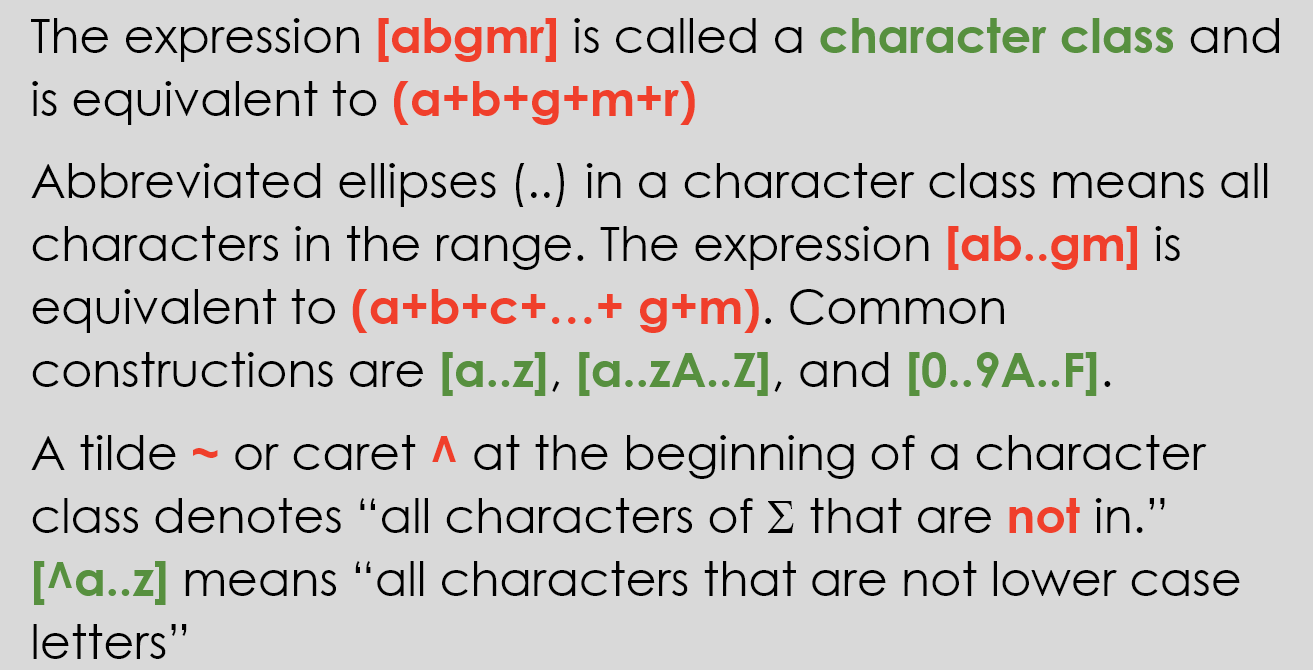 The expression [abgmr] is called a character class and
is equivalent to (a+b+g+m+r)
Abbreviated ellipses (..) in a character class means all
characters in the range. The expression [ab..gm] is
equivalent to (a+b+c+...+ g+m). Common
constructions are [a..z], [a..zA..Z], and [0..9A..F].
A tilde ~ or caret ^ at the beginning of a character
class denotes “all characters of Σ that are not in.”
[^a..z] means “all characters that are not lower case
letters”